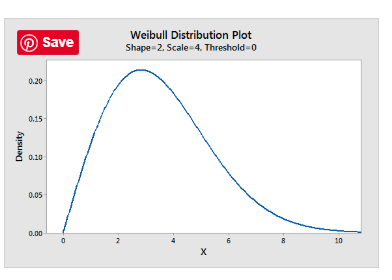 Save
Weibull Distribution Plot
Shape=2, Scale=4, Threshold=0
0.20
0.15
0.10
0.05
0.00
Density
0 2 4 6 8 10
X